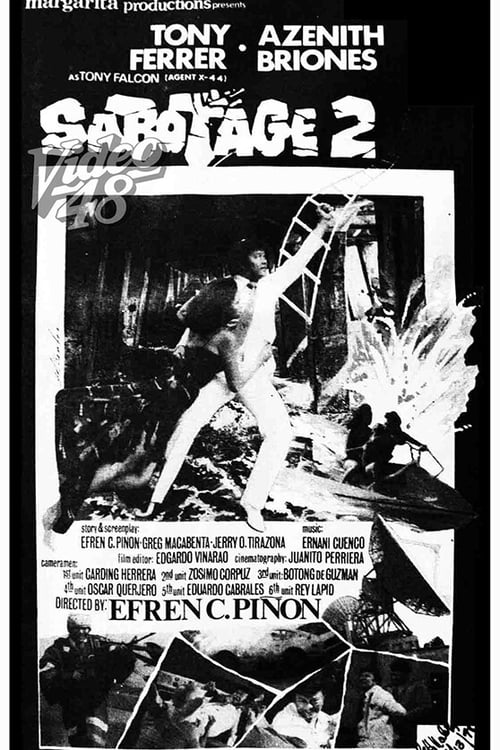 margarita productions presents
TONY FERRER • AZENITH BRIONES
AS TONY FALCON (AGENT X-44)
SABOTAGE 2
Video 48
story & screenplay:
EFREN C. PIÑON•GREG MACABENTA•JERRY O. TIRAZONA
music:
ERNANI CUENCO
film editor: EDGARDO VINARAO cinematography: JUANITO PERRIERA
cameramen:
1st unit CARDING HERRERA 2nd unit ZOSIMO CORPUZ 3rd unit BOTONG DE GUZMAN
4th unit OSCAR QUERJERO 5th unit EDUARDO CABRALES 6th unit REY LAPID
DIRECTED BY: EFREN C. PIÑON